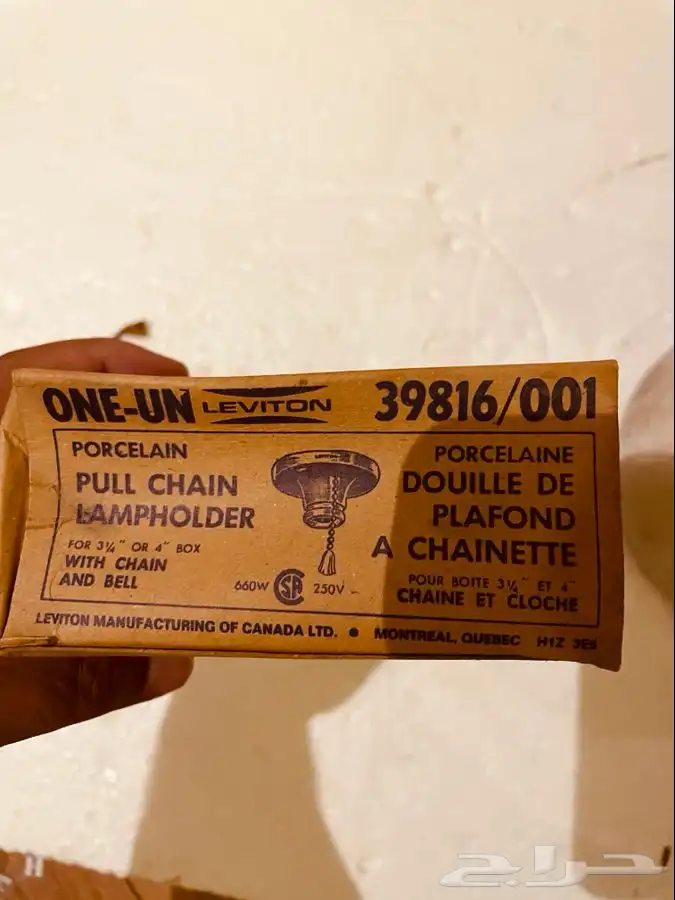 ONE-UN LEVITON 39816/001
PORCELAIN
PULL CHAIN
LAMPHOLDER
FOR 3¼" OR 4" BOX
WITH CHAIN
AND BELL
660W CSA 250V ~
PORCELAINE
DOUILLE DE
PLAFOND
A CHAINETTE
POUR BOITE 3¼" ET 4"
CHAINE ET CLOCHE
LEVITON MANUFACTURING OF CANADA LTD. • MONTREAL, QUEBEC H1Z 3E5
حراج